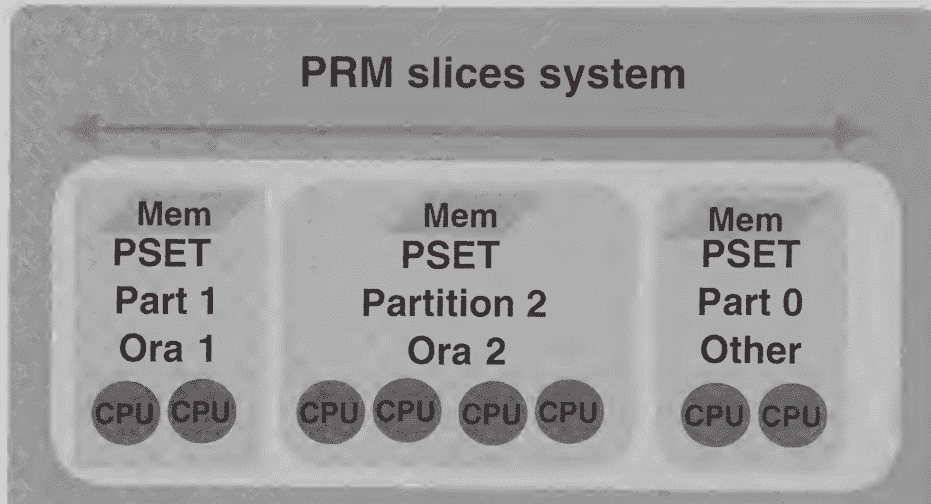 PRM slices system
Mem
PSET
Part 1
Ora 1
CPU CPU
Mem
PSET
Partition 2
Ora 2
CPU CPU CPU CPU
Mem
PSET
Part 0
Other
CPU CPU